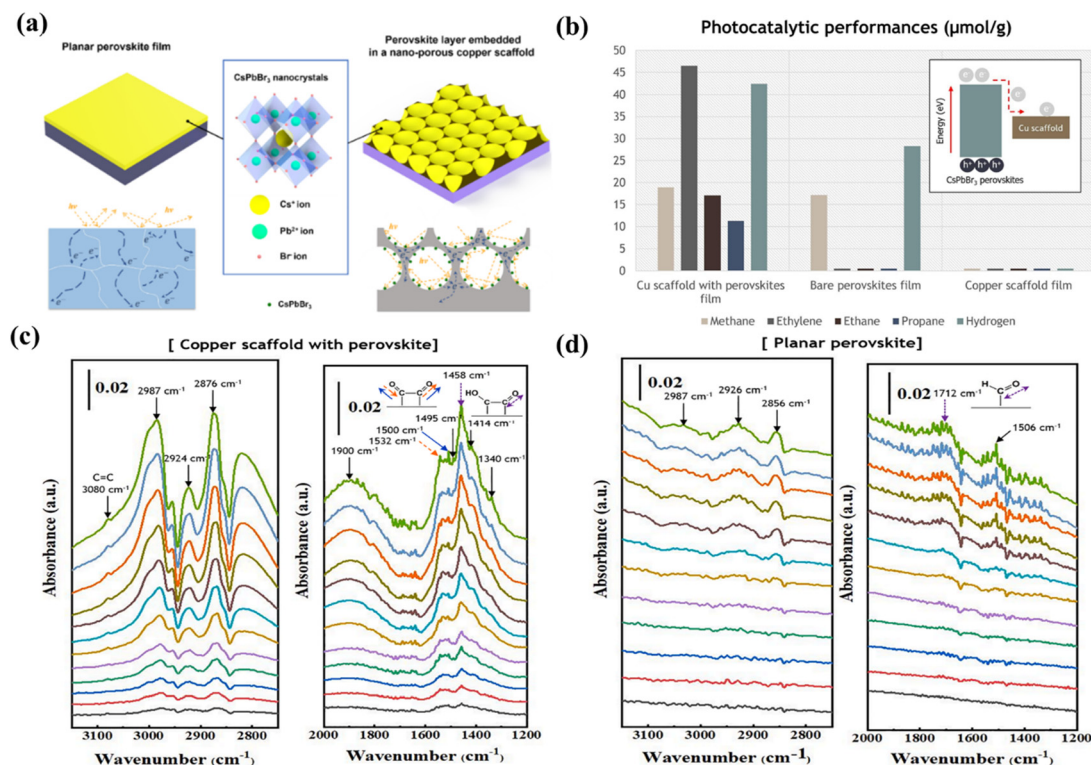 (a)
Planar perovskite film
Perovskite layer embedded
in a nano-porous copper scaffold
CsPbBr₃ nanocrystals
Cs⁺ ion
Pb²⁺ ion
Br⁻ ion
CsPbBr₃
hν
hν
e⁻
(b)
Photocatalytic performances (μmol/g)
50
45
40
35
30
25
20
15
10
5
0
Energy (eV)
e⁻ e⁻
e⁻
e⁻
Cu scaffold
h⁺ h⁺ h⁺
CsPbBr₃ perovskites
Cu scaffold with perovskites film
Bare perovskites film
Copper scaffold film
Methane Ethylene Ethane Propane Hydrogen
(c)
[ Copper scaffold with perovskite]
0.02
2987 cm⁻¹
2876 cm⁻¹
2924 cm⁻¹
C=C
3080 cm⁻¹
Absorbance (a.u.)
3100 3000 2900 2800
Wavenumber (cm⁻¹)
0.02
1458 cm⁻¹
O O
HO O
1495 cm⁻¹
1500 cm⁻¹
1532 cm⁻¹
1414 cm⁻¹
1900 cm⁻¹
1340 cm⁻¹
Absorbance (a.u.)
2000 1800 1600 1400 1200
Wavenumber (cm⁻¹)
(d)
[ Planar perovskite]
0.02
2987 cm⁻¹
2926 cm⁻¹
2856 cm⁻¹
Absorbance (a.u.)
3100 3000 2900 2800
Wavenumber (cm⁻¹)
0.02
1712 cm⁻¹
H O
1506 cm⁻¹
Absorbance (a.u.)
2000 1600 1400 1200
Wavenumber (cm⁻¹)